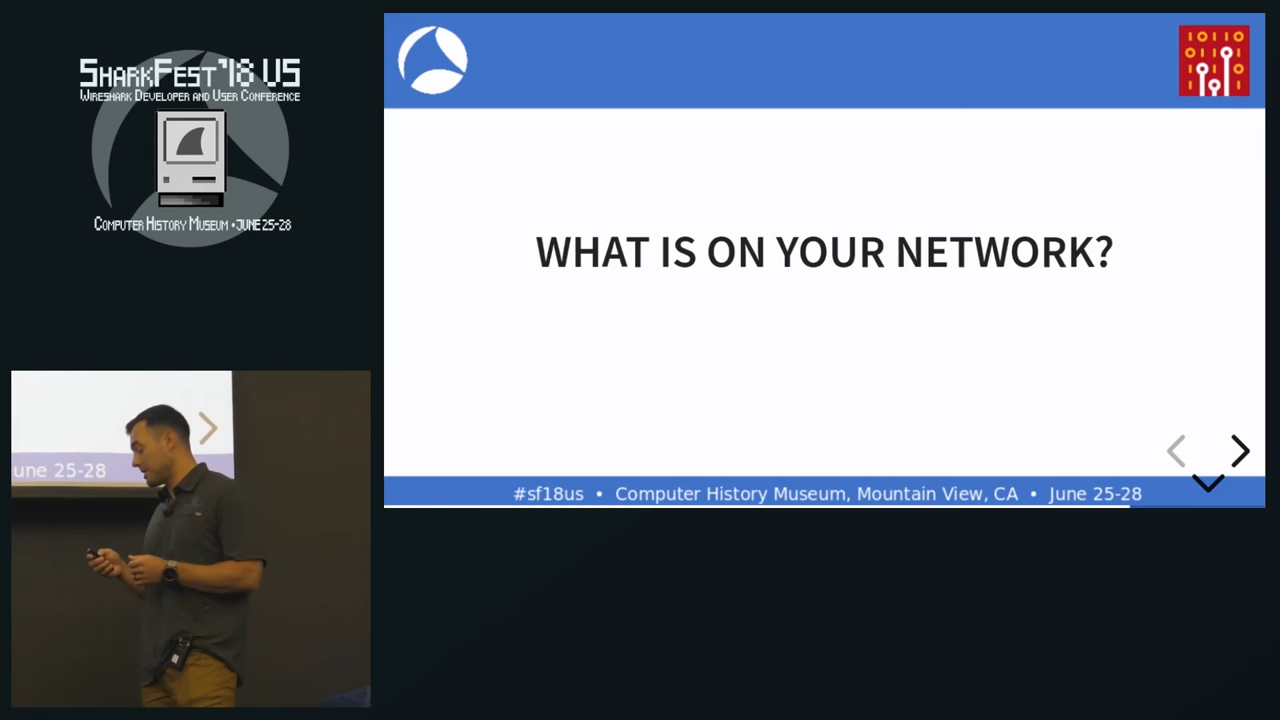 SharkFest'18 US
Wireshark Developer and User Conference
Computer History Museum • June 25-28
WHAT IS ON YOUR NETWORK?
#sf18us • Computer History Museum, Mountain View, CA • June 25-28
une 25-28